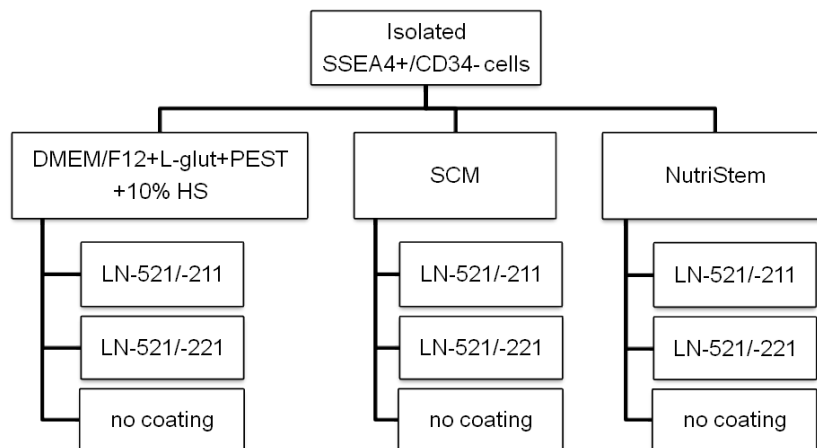 Isolated
SSEA4+/CD34- cells
DMEM/F12+L-glut+PEST
+10% HS
SCM
NutriStem
LN-521/-211
LN-521/-211
LN-521/-211
LN-521/-221
LN-521/-221
LN-521/-221
no coating
no coating
no coating